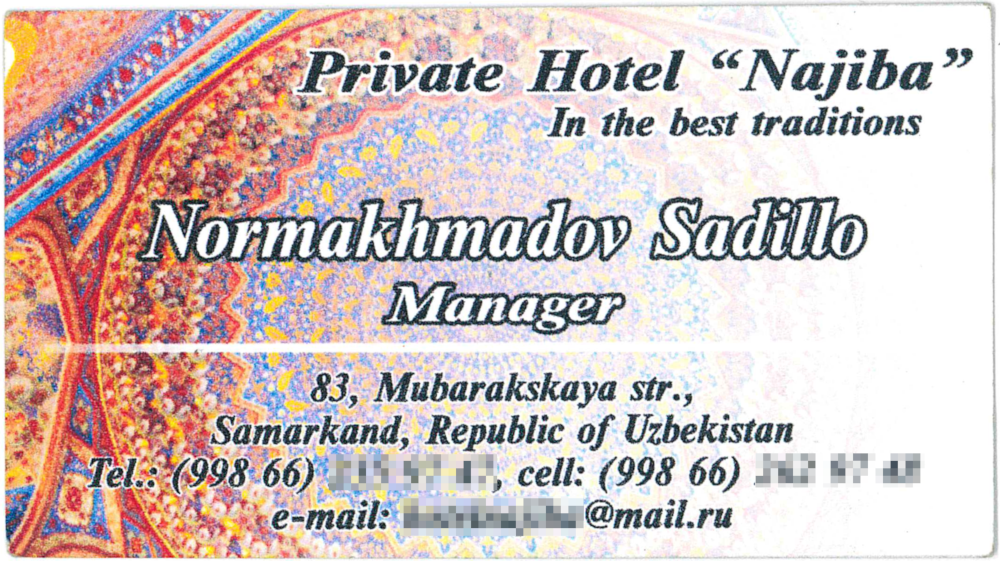 Private Hotel “Najiba”
In the best traditions
Normakhmadov Sadillo
Manager
83, Mubarakskaya str.,
Samarkand, Republic of Uzbekistan
Tel.: (998 66) , cell: (998 66)
e-mail: @mail.ru